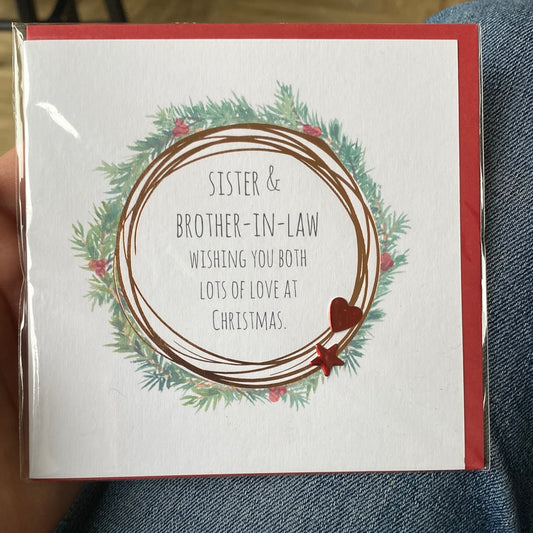 SISTER &
BROTHER-IN-LAW
WISHING YOU BOTH
LOTS OF LOVE AT
CHRISTMAS.